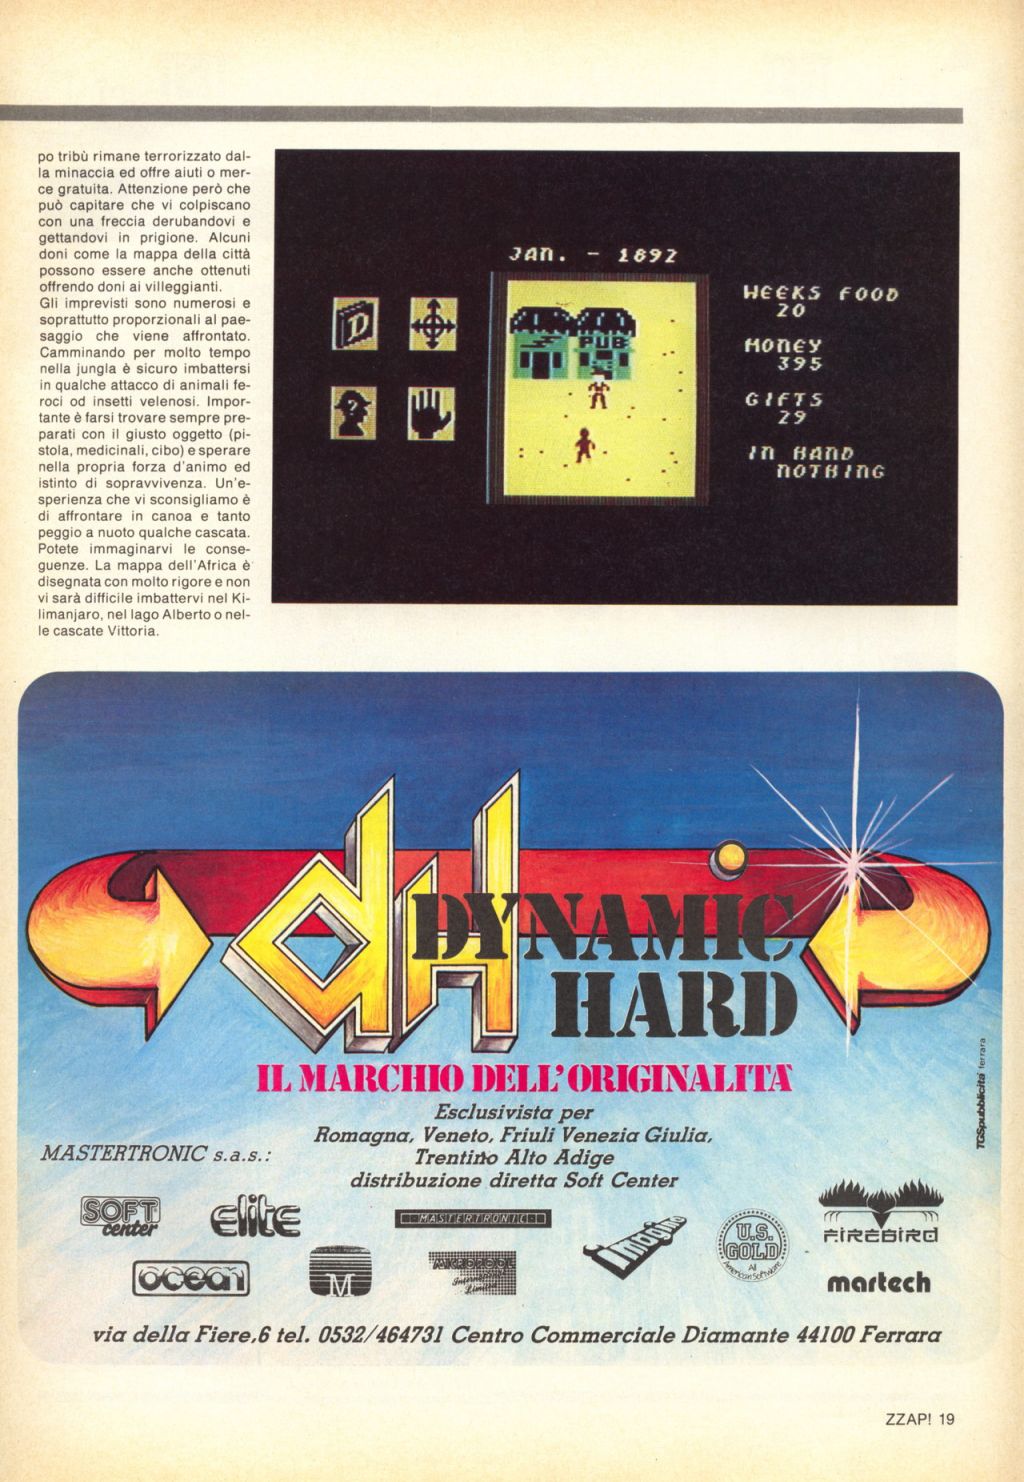 po tribù rimane terrorizzato dal-
la minaccia ed offre aiuti o mer-
ce gratuita. Attenzione però che
può capitare che vi colpiscano
con una freccia derubandovi e
gettandovi in prigione. Alcuni
doni come la mappa della città
possono essere anche ottenuti
offrendo doni ai villeggianti.
Gli imprevisti sono numerosi e
soprattutto proporzionali al pae-
saggio che viene affrontato.
Camminando per molto tempo
nella jungla è sicuro imbattersi
in qualche attacco di animali fe-
roci od insetti velenosi. Impor-
tante è farsi trovare sempre pre-
parati con il giusto oggetto (pi-
stola, medicinali, cibo) e sperare
nella propria forza d'animo ed
istinto di sopravvivenza. Un'e-
sperienza che vi sconsigliamo è
di affrontare in canoa e tanto
peggio a nuoto qualche cascata.
Potete immaginarvi le conse-
guenze. La mappa dell'Africa è
disegnata con molto rigore e non
vi sarà difficile imbattervi nel Ki-
limanjaro, nel lago Alberto o nel-
le cascate Vittoria.
JAN. - 1892
D
?
PUB
WEEKS FOOD
20
MONEY
395
GIFTS
29
IN HAND
NOTHING
dH
DYNAMIC
HARD
IL MARCHIO DELL'ORIGINALITA'
Esclusivista per
Romagna, Veneto, Friuli Venezia Giulia,
Trentino Alto Adige
distribuzione diretta Soft Center
MASTERTRONIC s.a.s.:
TGSpubblicità ferrara
SOFT
center
elite
MASTERTRONIC
Imagine
U.S.
GOLD
All
American Software
FIREBIRD
ocean
M
MICROPOOL
International
Limited
martech
via della Fiere,6 tel. 0532/464731 Centro Commerciale Diamante 44100 Ferrara
ZZAP! 19